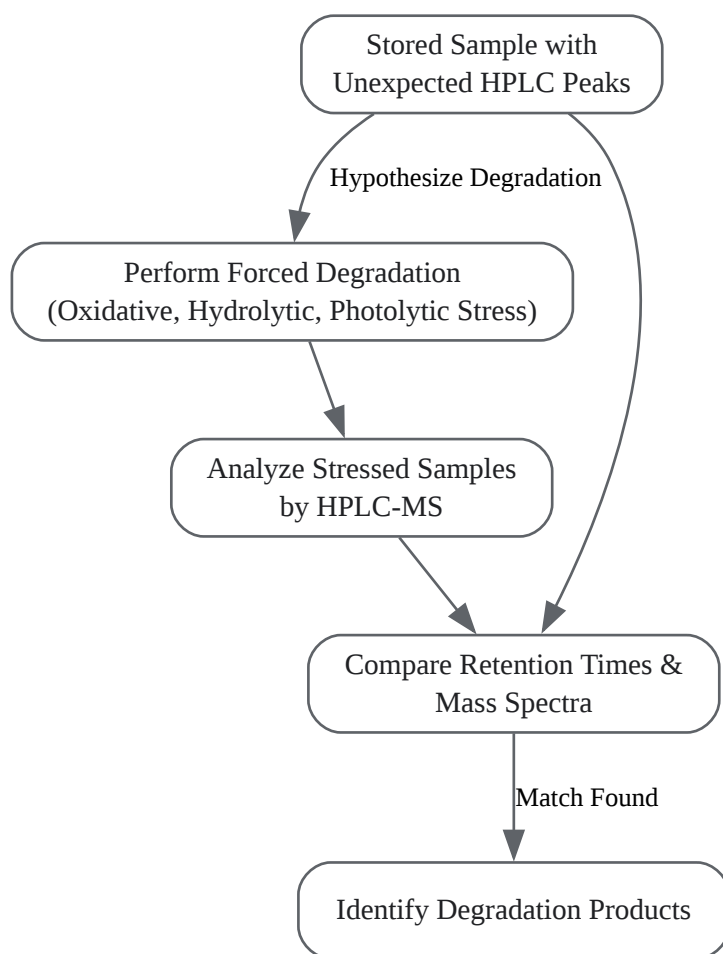 Stored Sample with
Unexpected HPLC Peaks
Hypothesize Degradation
Perform Forced Degradation
(Oxidative, Hydrolytic, Photolytic Stress)
Analyze Stressed Samples
by HPLC-MS
Compare Retention Times &
Mass Spectra
Match Found
Identify Degradation Products